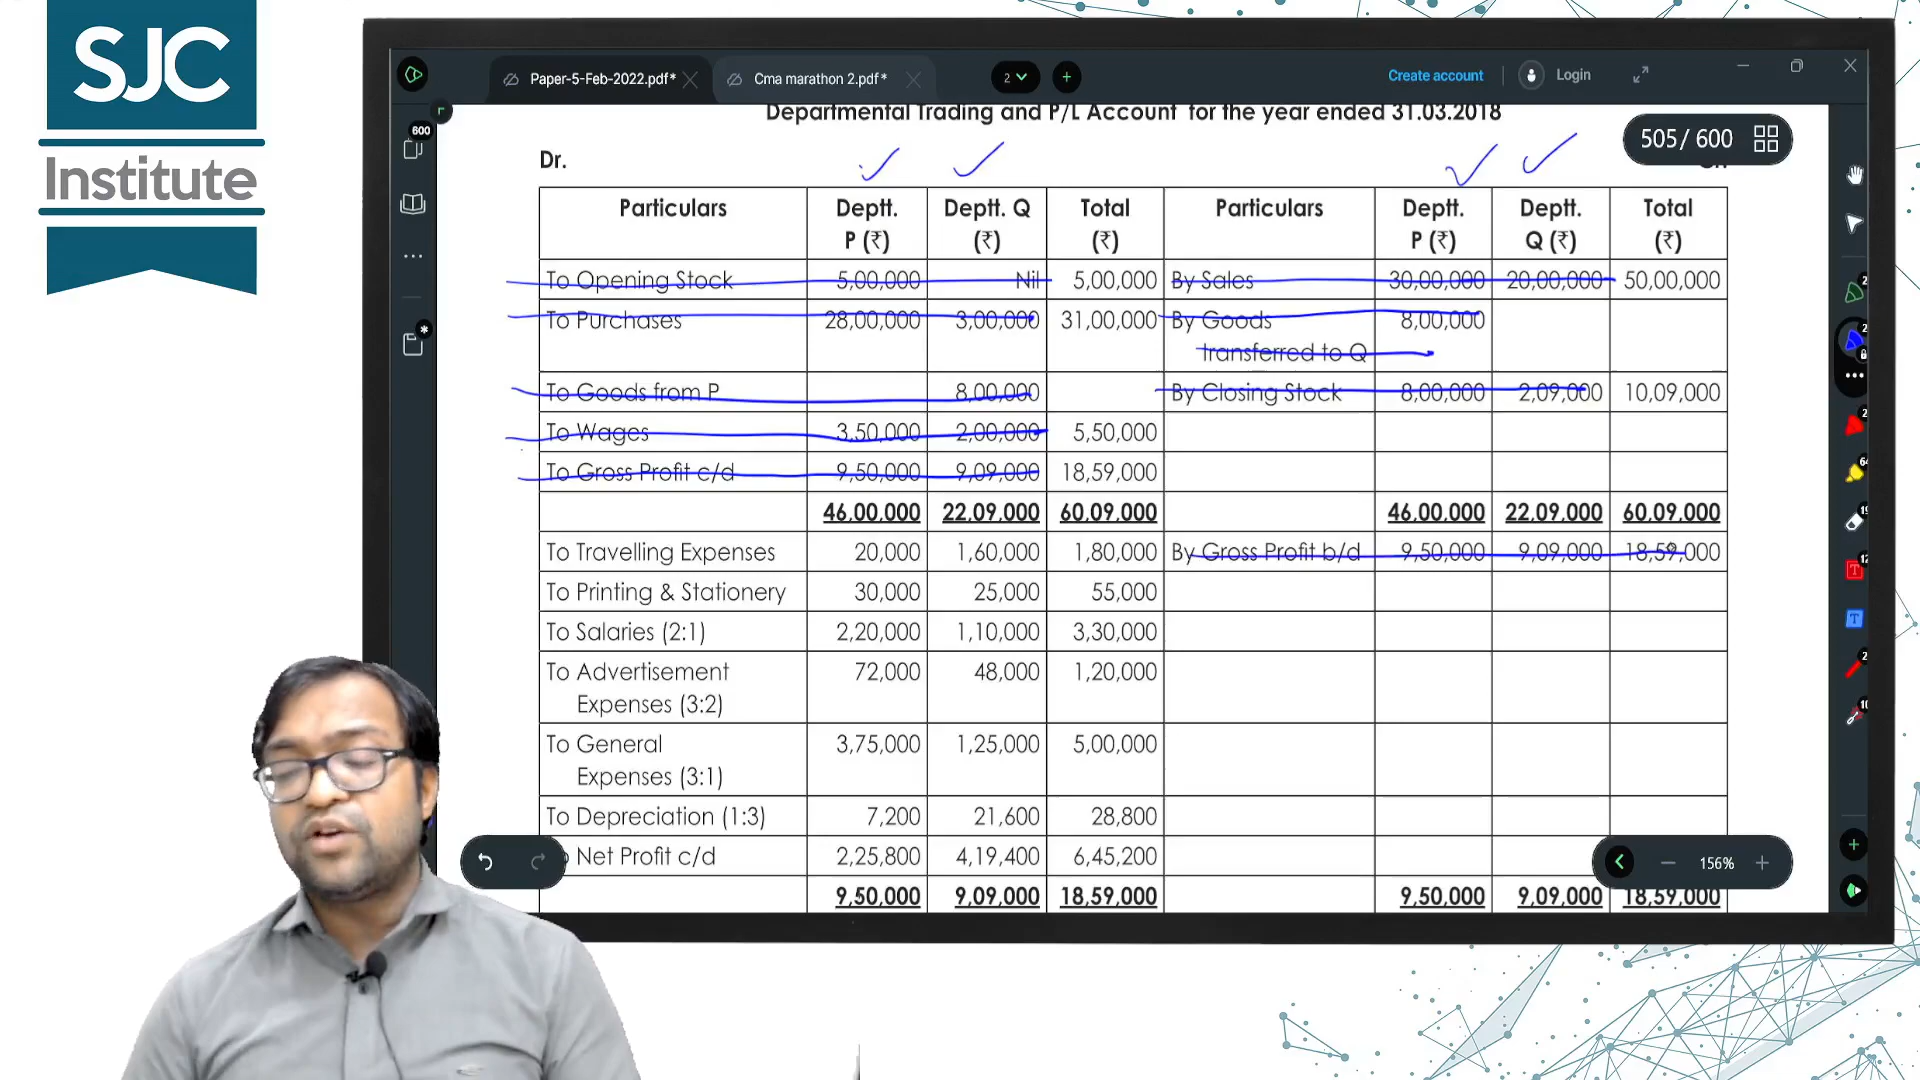 SJC
Institute
Paper-5-Feb-2022.pdf*
Cma marathon 2.pdf*
2
Create account
Login
600
505/ 600
Departmental Trading and P/L Account for the year ended 31.03.2018
Dr.
Particulars Deptt. P (₹) Deptt. Q (₹) Total (₹) Particulars Deptt. P (₹) Deptt. Q (₹) Total (₹)
To Opening Stock 5,00,000 Nil 5,00,000 By Sales 30,00,000 20,00,000 50,00,000
To Purchases 28,00,000 3,00,000 31,00,000 By Goods 8,00,000
transferred to Q
To Goods from P 8,00,000 By Closing Stock 8,00,000 2,09,000 10,09,000
To Wages 3,50,000 2,00,000 5,50,000
To Gross Profit c/d 9,50,000 9,09,000 18,59,000
46,00,000 22,09,000 60,09,000 46,00,000 22,09,000 60,09,000
To Travelling Expenses 20,000 1,60,000 1,80,000 By Gross Profit b/d 9,50,000 9,09,000 18,59,000
To Printing & Stationery 30,000 25,000 55,000
To Salaries (2:1) 2,20,000 1,10,000 3,30,000
To Advertisement 72,000 48,000 1,20,000
Expenses (3:2)
To General 3,75,000 1,25,000 5,00,000
Expenses (3:1)
To Depreciation (1:3) 7,200 21,600 28,800
Net Profit c/d 2,25,800 4,19,400 6,45,200
9,50,000 9,09,000 18,59,000 9,50,000 9,09,000 18,59,000
156%